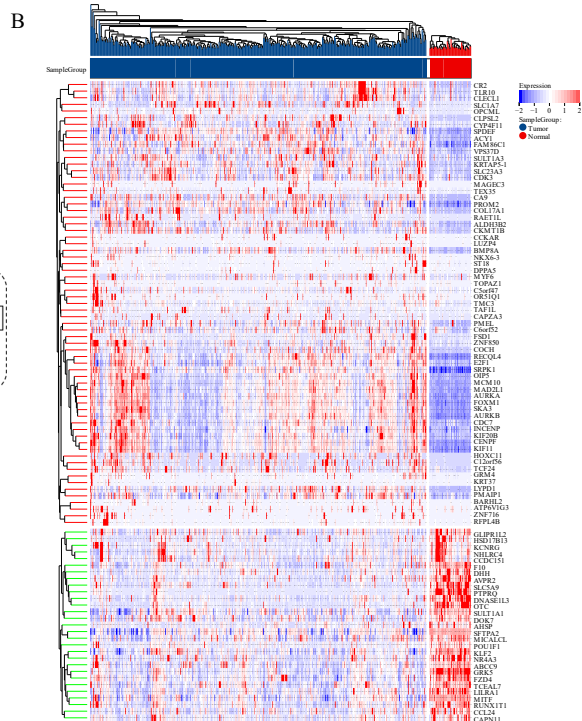 B
SampleGroup
CR2
TLR10
CLECL1
SLC1A7
OPCML
CLPSL2
CYP4F11
SPDEF
ACY1
FAM86C1
VPS37D
SULT1A3
KRTAP5-1
SLC23A3
CDK3
MAGEC3
TEX35
CA9
PROM2
COL17A1
RAET1L
ALDH3B2
CKMT1B
CCKAR
LUZP4
BMP8A
NKX6-3
ST18
DPPA5
MYF6
TOPAZ1
C5orf47
OR51Q1
TMC3
TAF1L
CAPZA3
PMEL
C6orf52
FSD1
ZNF850
COCH
RECQL4
E2F1
SRPK1
OIP5
MCM10
MAD2L1
AURKA
FOXM1
SKA3
AURKB
CDC7
INCENP
KIF20B
CENPF
KIF11
HOXC11
C12orf56
TCF24
GRM4
KRT37
LYPD1
PMAIP1
BARHL2
ATP6V1G3
ZNF716
RFPL4B
GLIPR1L2
HSD17B13
KCNRG
NHLRC4
CCDC151
F10
DHH
AVPR2
SLC5A9
PTPRQ
DNASE1L3
OTC
SULT1A1
DOK7
AHSP
SFTPA2
MICALCL
POU1F1
KLF2
NR4A3
ABCC9
GRK5
FZD4
TCEAL7
LILRA1
MITF
RUNX1T1
CCL24
CAPN11
Expression
−2 −1 0 1 2
SampleGroup:
Tumor
Normal